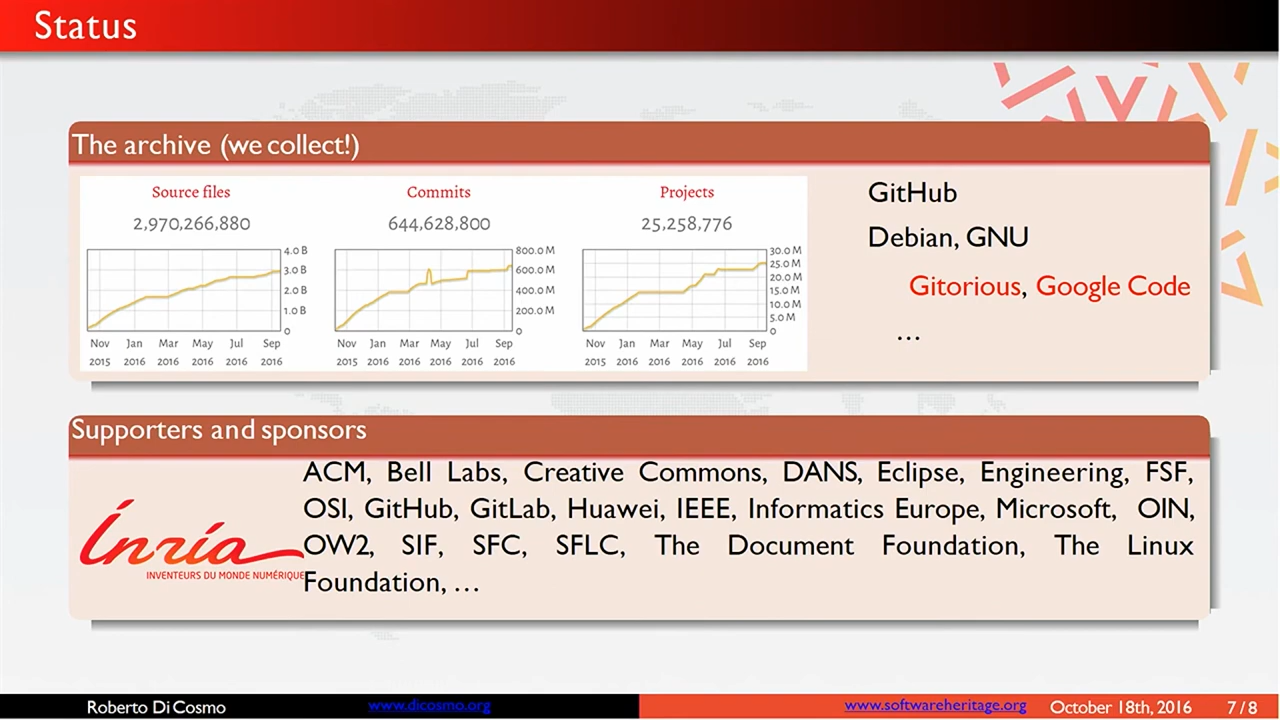 Status
The archive (we collect!)
Source files
2,970,266,880
4.0 B
3.0 B
2.0 B
1.0 B
0
Nov Jan Mar May Jul Sep
2015 2016 2016 2016 2016 2016
Commits
644,628,800
800.0 M
600.0 M
400.0 M
200.0 M
0
Nov Jan Mar May Jul Sep
2015 2016 2016 2016 2016 2016
Projects
25,258,776
30.0 M
25.0 M
20.0 M
15.0 M
10.0 M
5.0 M
0
Nov Jan Mar May Jul Sep
2015 2016 2016 2016 2016 2016
GitHub
Debian, GNU
Gitorious, Google Code
…
Supporters and sponsors
Inría
INVENTEURS DU MONDE NUMÉRIQUE
ACM, Bell Labs, Creative Commons, DANS, Eclipse, Engineering, FSF,
OSI, GitHub, GitLab, Huawei, IEEE, Informatics Europe, Microsoft, OIN,
OW2, SIF, SFC, SFLC, The Document Foundation, The Linux
Foundation, …
Roberto Di Cosmo www.dicosmo.org www.softwareheritage.org October 18th, 2016 7 / 8